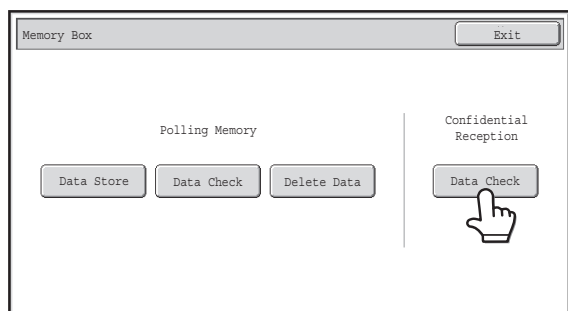 Memory Box
Exit
Polling Memory
Data Store
Data Check
Delete Data
Confidential
Reception
Data Check